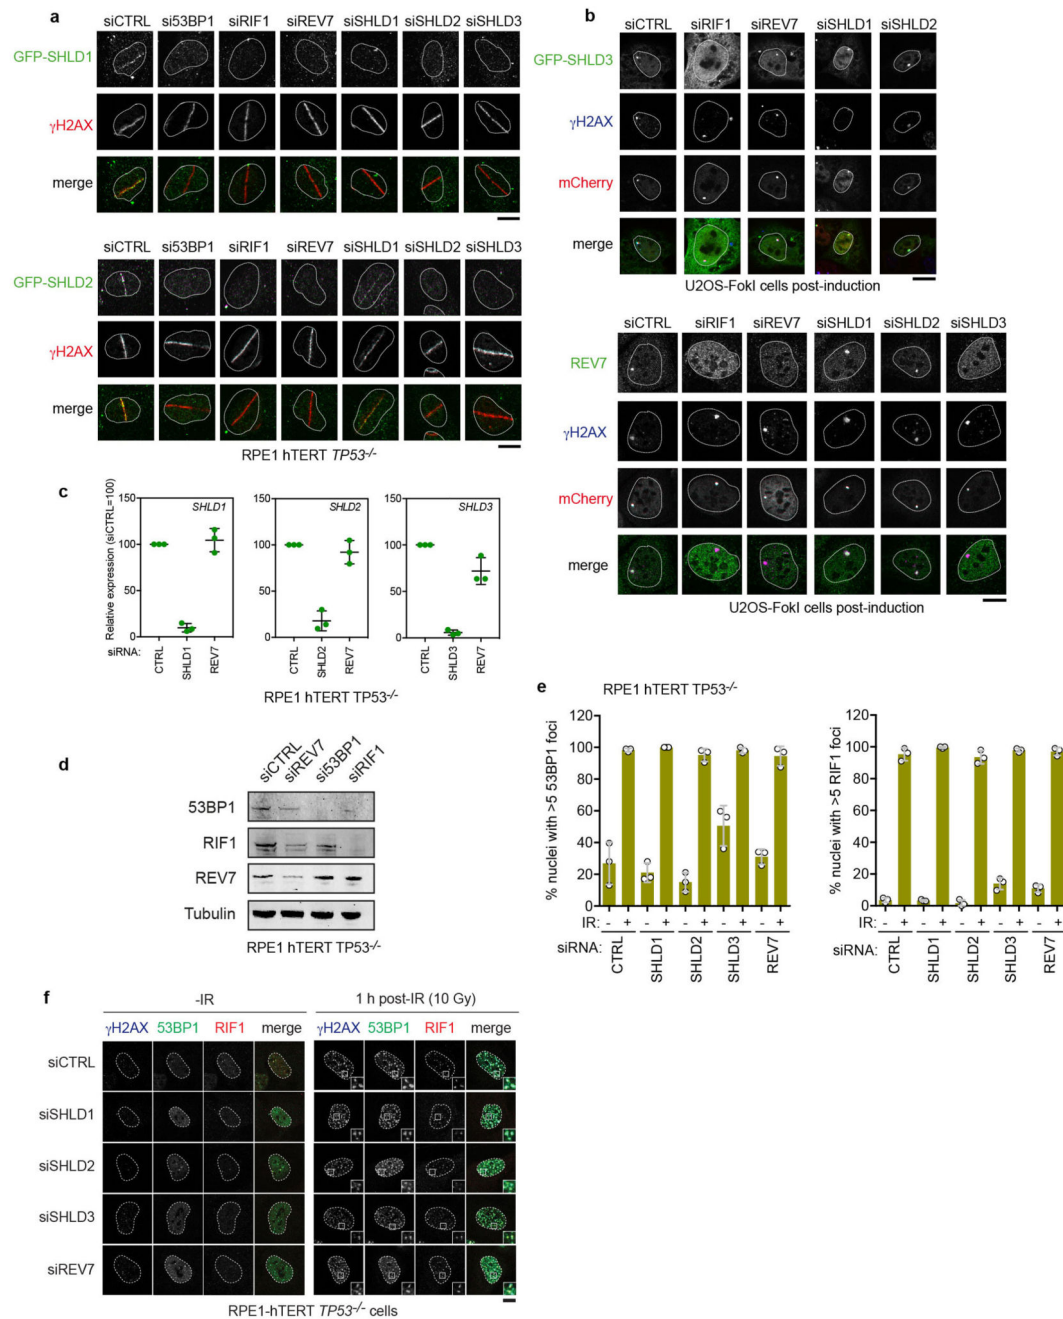 a
siCTRL si53BP1 siRIF1 siREV7 siSHLD1 siSHLD2 siSHLD3
GFP-SHLD1
γH2AX
merge
siCTRL si53BP1 siRIF1 siREV7 siSHLD1 siSHLD2 siSHLD3
GFP-SHLD2
γH2AX
merge
RPE1 hTERT TP53-/-
b
siCTRL siRIF1 siREV7 siSHLD1 siSHLD2
GFP-SHLD3
γH2AX
mCherry
merge
U2OS-FokI cells post-induction
siCTRL siRIF1 siREV7 siSHLD1 siSHLD2 siSHLD3
REV7
γH2AX
mCherry
merge
U2OS-FokI cells post-induction
c
Relative expression (siCTRL=100)
150
100
50
0
SHLD1
siRNA:
CTRL
SHLD1
REV7
150
100
50
0
SHLD2
CTRL
SHLD2
REV7
150
100
50
0
SHLD3
CTRL
SHLD3
REV7
RPE1 hTERT TP53-/-
d
siCTRL
siREV7
si53BP1
siRIF1
53BP1
RIF1
REV7
Tubulin
RPE1 hTERT TP53-/-
e
RPE1 hTERT TP53-/-
% nuclei with >5 53BP1 foci
120
100
80
60
40
20
0
IR: - + - + - + - + - +
siRNA:
CTRL
SHLD1
SHLD2
SHLD3
REV7
% nuclei with >5 RIF1 foci
120
100
80
60
40
20
0
IR: - + - + - + - + - +
siRNA:
CTRL
SHLD1
SHLD2
SHLD3
REV7
f
-IR
1 h post-IR (10 Gy)
γH2AX 53BP1 RIF1 merge
γH2AX 53BP1 RIF1 merge
siCTRL
siSHLD1
siSHLD2
siSHLD3
siREV7
RPE1-hTERT TP53-/- cells